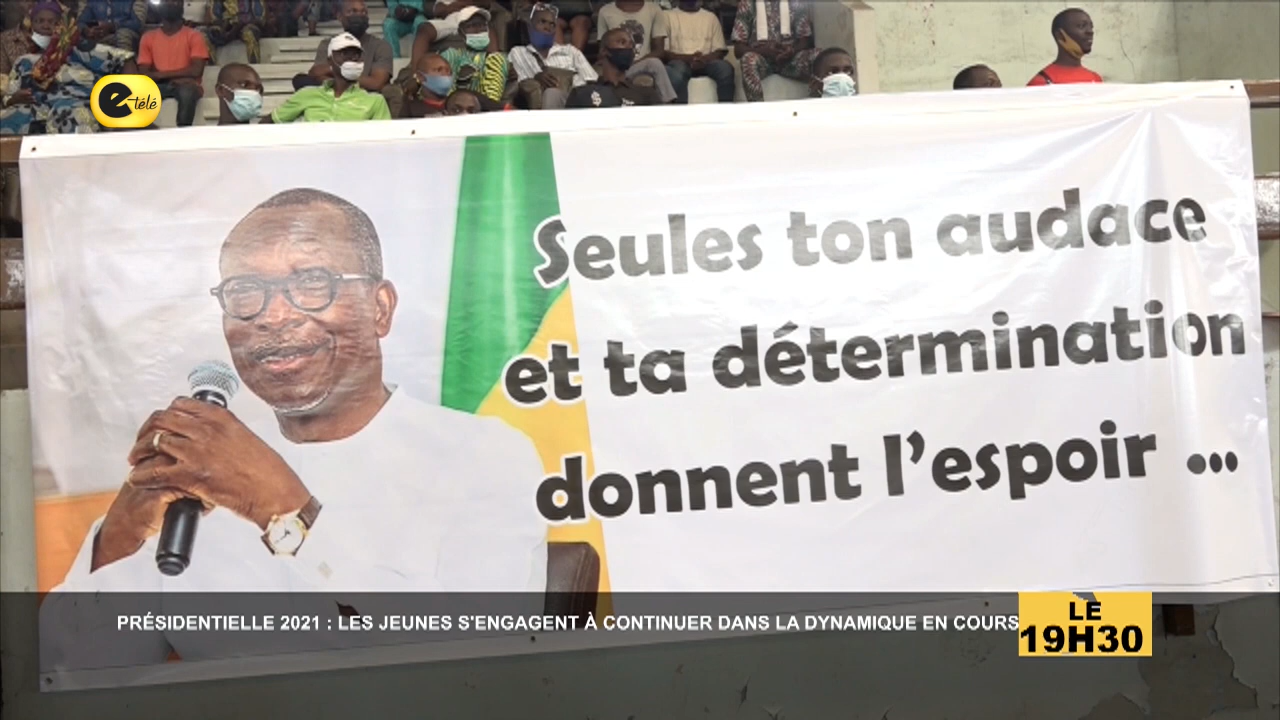 e-télé
Seules ton audace
et ta détermination
donnent l'espoir ...
PRÉSIDENTIELLE 2021 : LES JEUNES S'ENGAGENT À CONTINUER DANS LA DYNAMIQUE EN COURS
LE
19H30